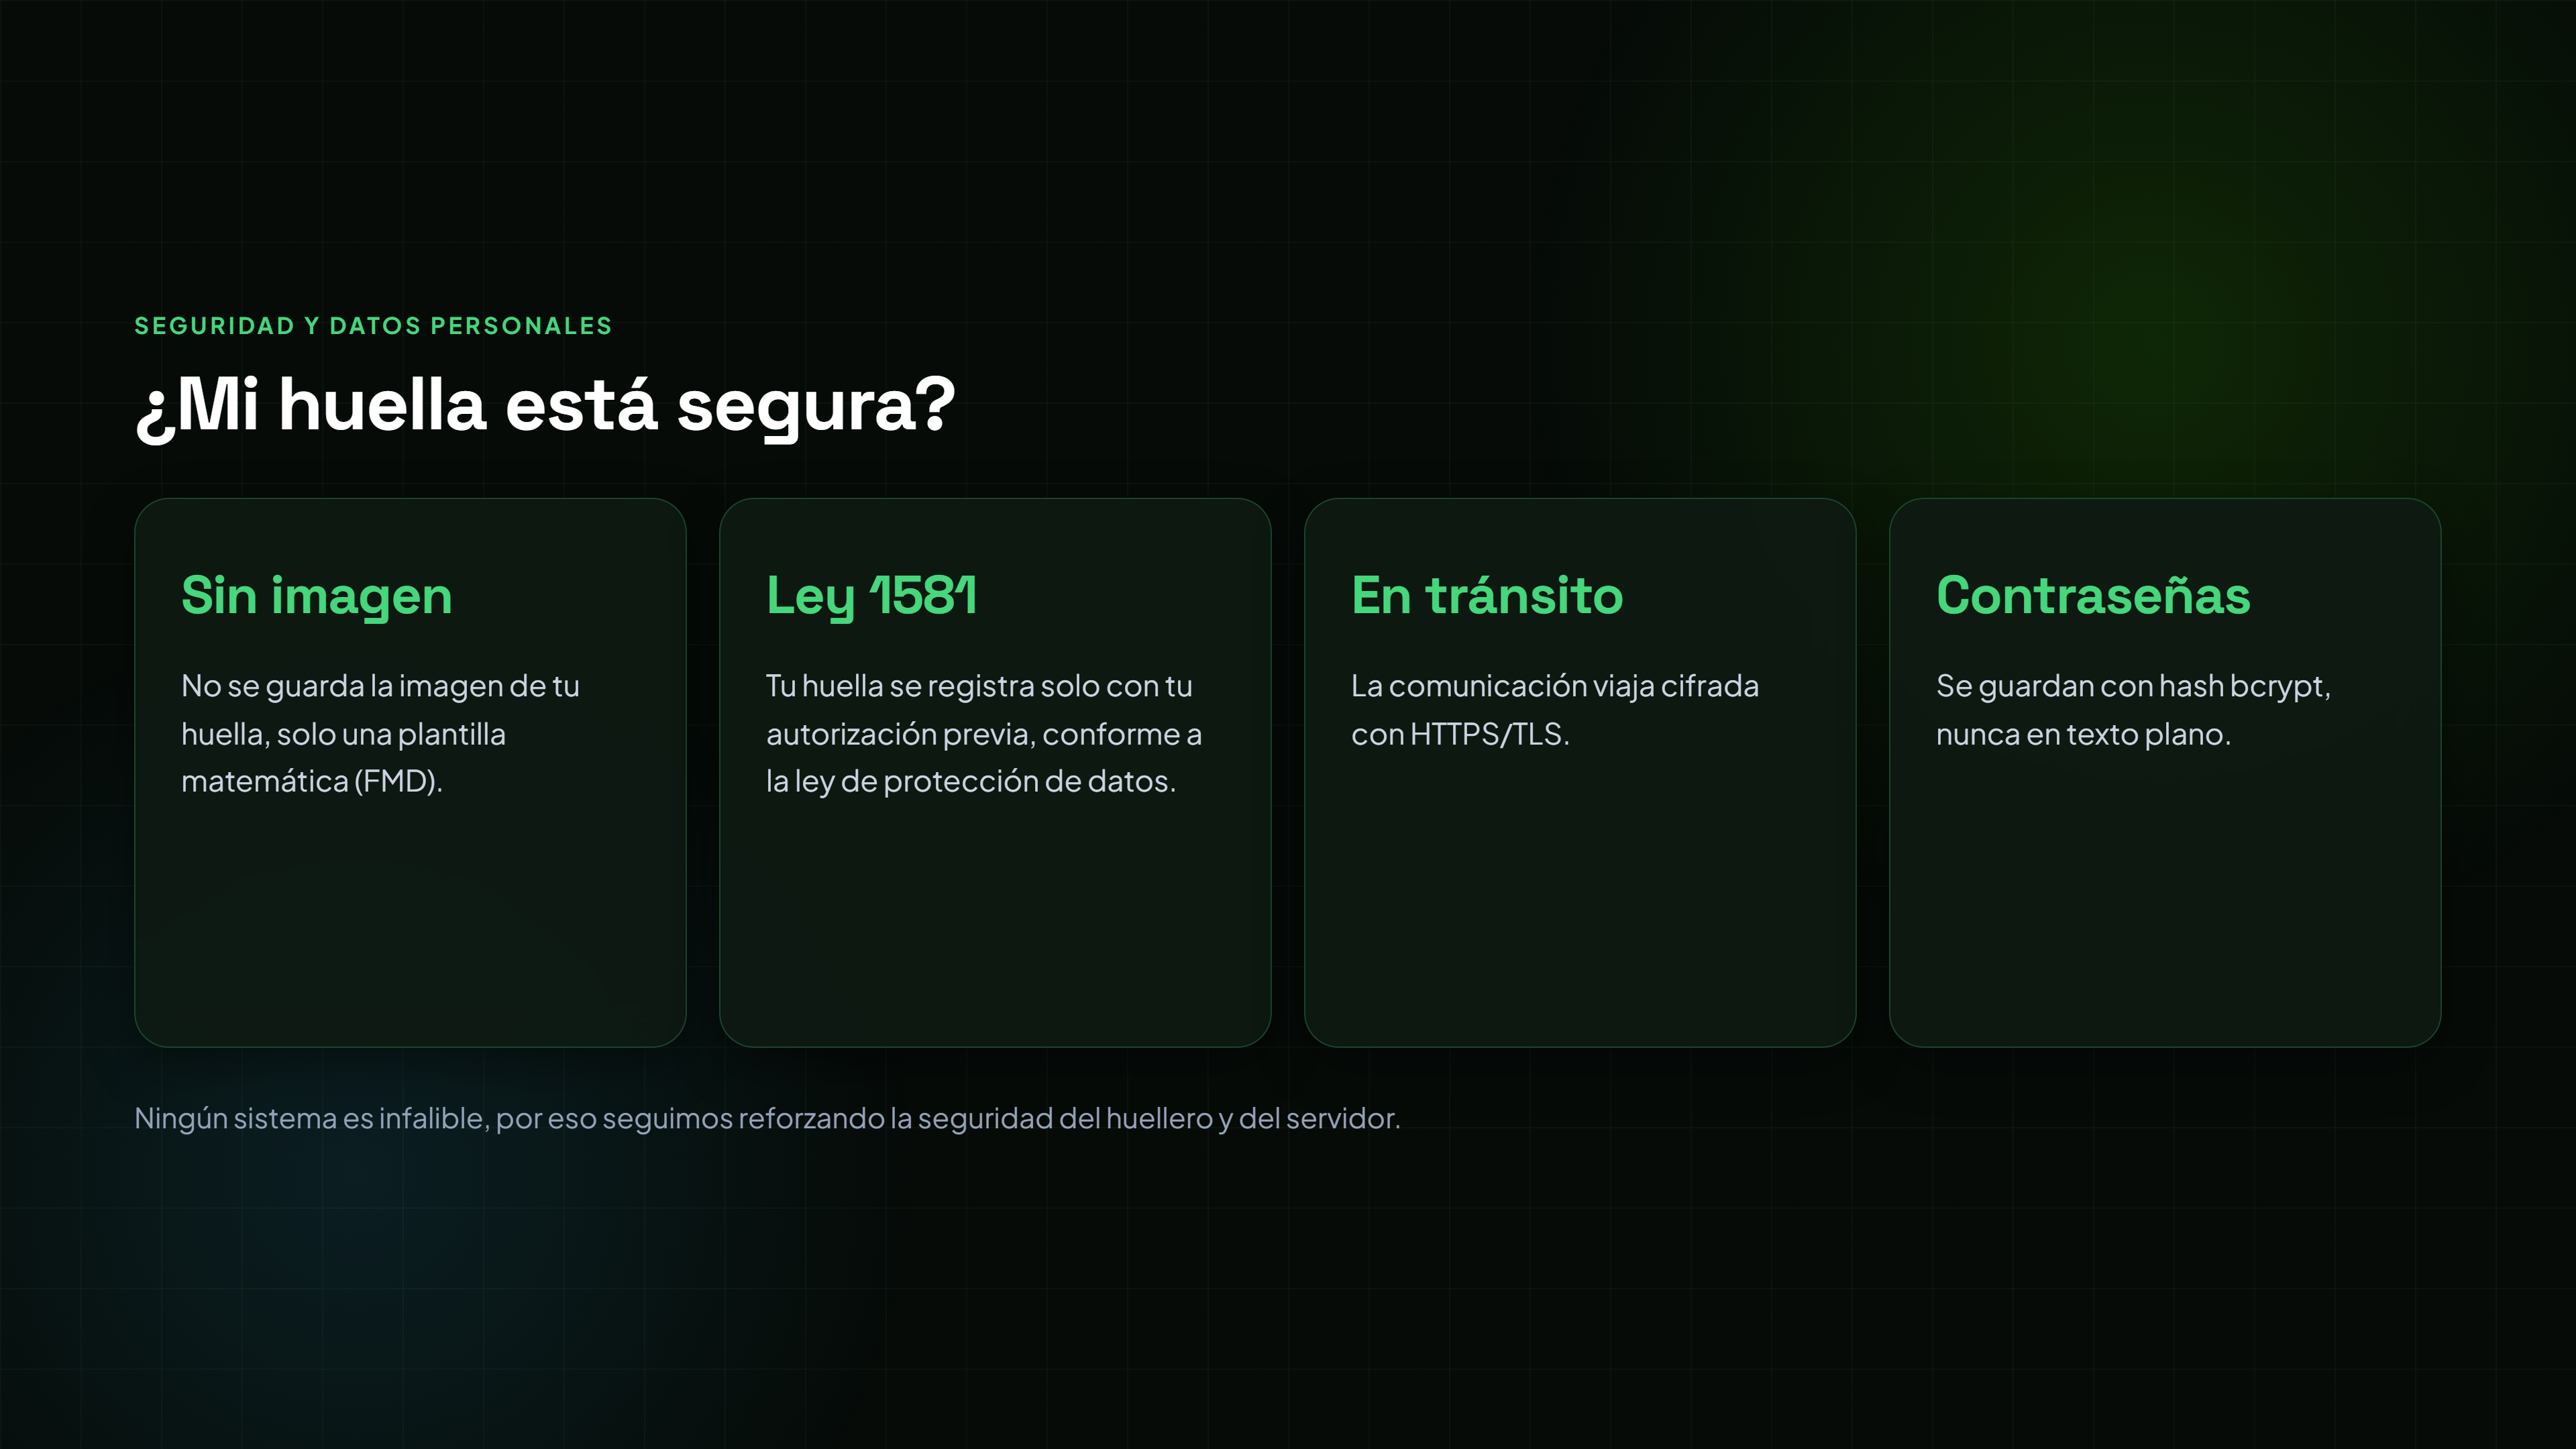 SEGURIDAD Y DATOS PERSONALES
¿Mi huella está segura?
Sin imagen
No se guarda la imagen de tu
huella, solo una plantilla
matemática (FMD).
Ley 1581
Tu huella se registra solo con tu
autorización previa, conforme a
la ley de protección de datos.
En tránsito
La comunicación viaja cifrada
con HTTPS/TLS.
Contraseñas
Se guardan con hash bcrypt,
nunca en texto plano.
Ningún sistema es infalible, por eso seguimos reforzando la seguridad del huellero y del servidor.